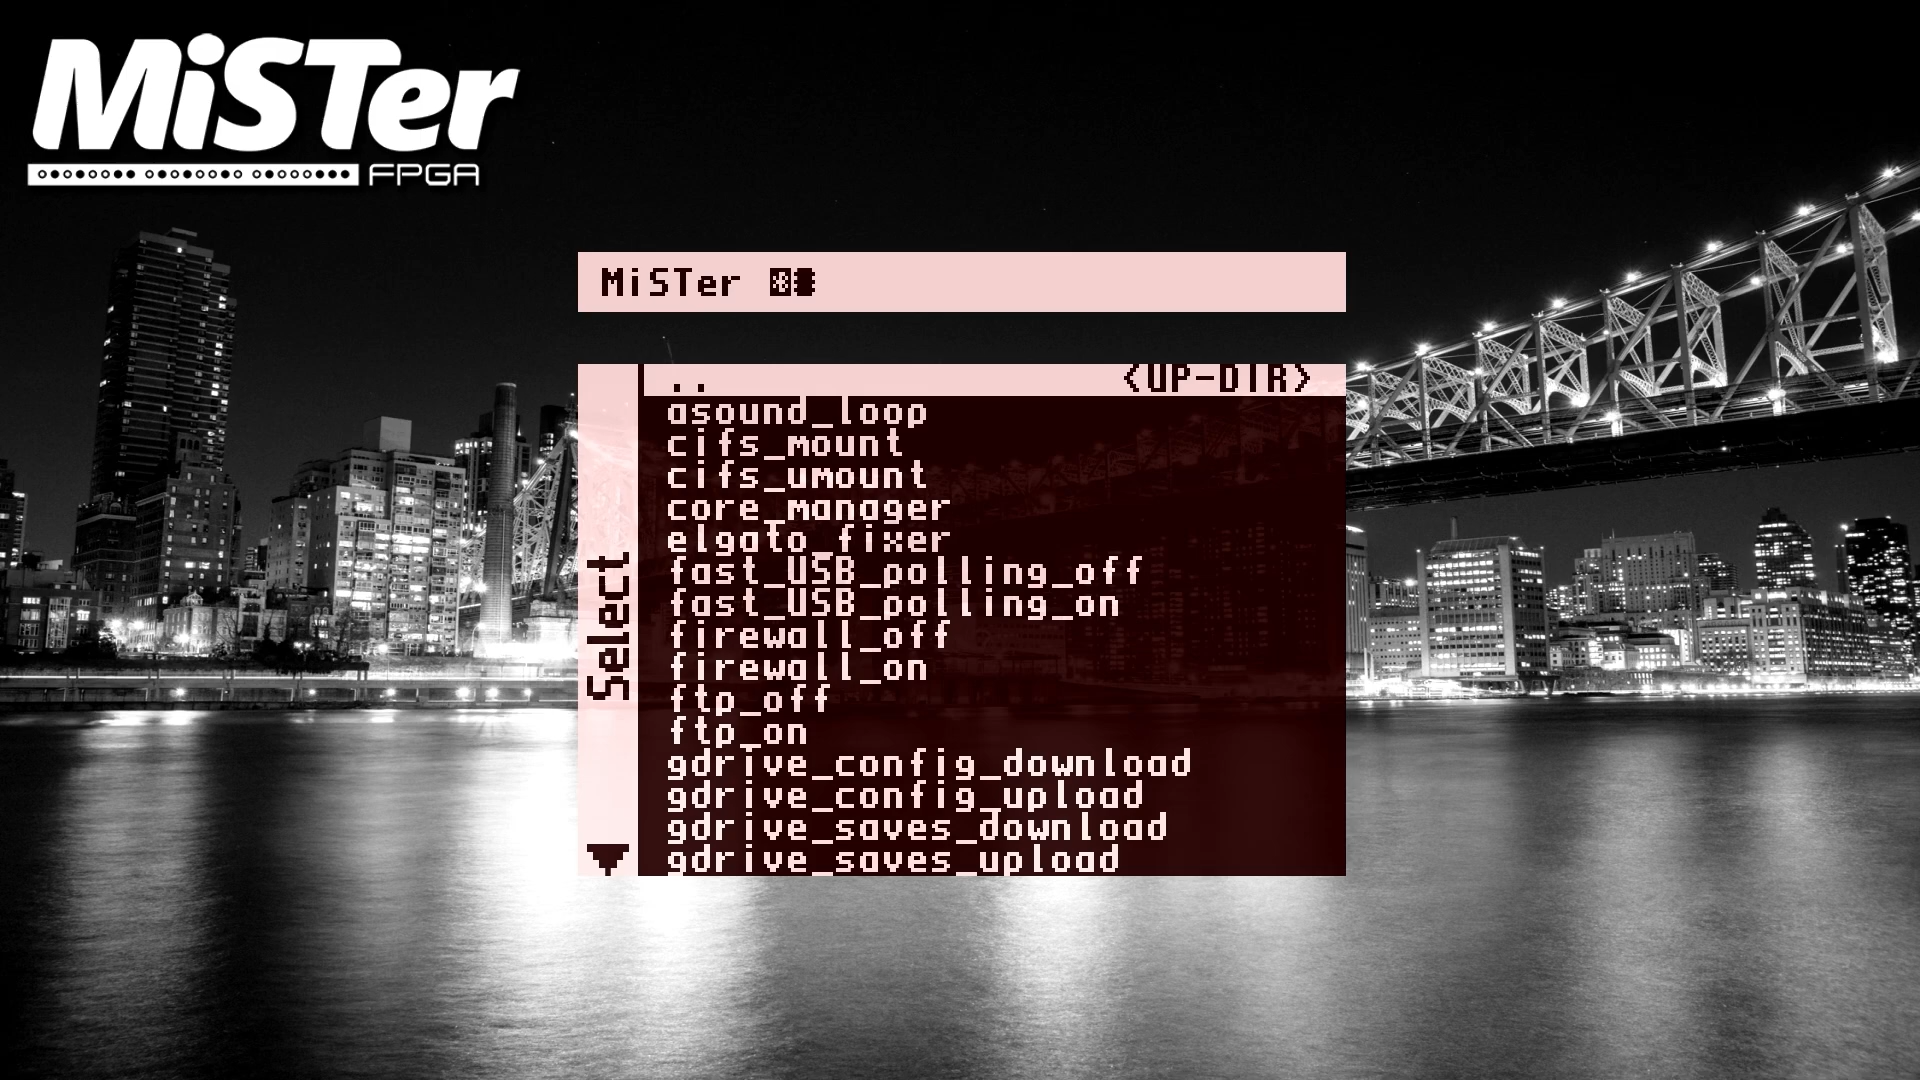 MiSTer
FPGA
MiSTer
Select
.. <UP-DIR>
asound_loop
cifs_mount
cifs_umount
core_manager
elgato_fixer
fast_USB_polling_off
fast_USB_polling_on
firewall_off
firewall_on
ftp_off
ftp_on
gdrive_config_download
gdrive_config_upload
gdrive_saves_download
gdrive_saves_upload